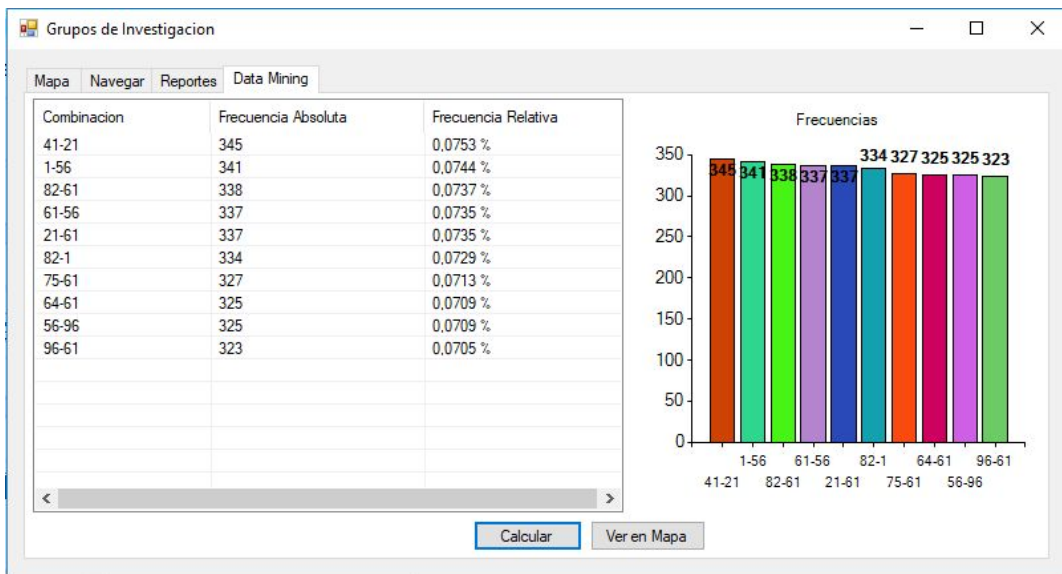 Grupos de Investigacion
Mapa Navegar Reportes Data Mining
Combinacion Frecuencia Absoluta Frecuencia Relativa
41-21 345 0,0753 %
1-56 341 0,0744 %
82-61 338 0,0737 %
61-56 337 0,0735 %
21-61 337 0,0735 %
82-1 334 0,0729 %
75-61 327 0,0713 %
64-61 325 0,0709 %
56-96 325 0,0709 %
96-61 323 0,0705 %
Frecuencias
350
300
250
200
150
100
50
0
345 341 338 337 337 334 327 325 325 323
1-56 61-56 82-1 64-61 96-61
41-21 82-61 21-61 75-61 56-96
Calcular Ver en Mapa